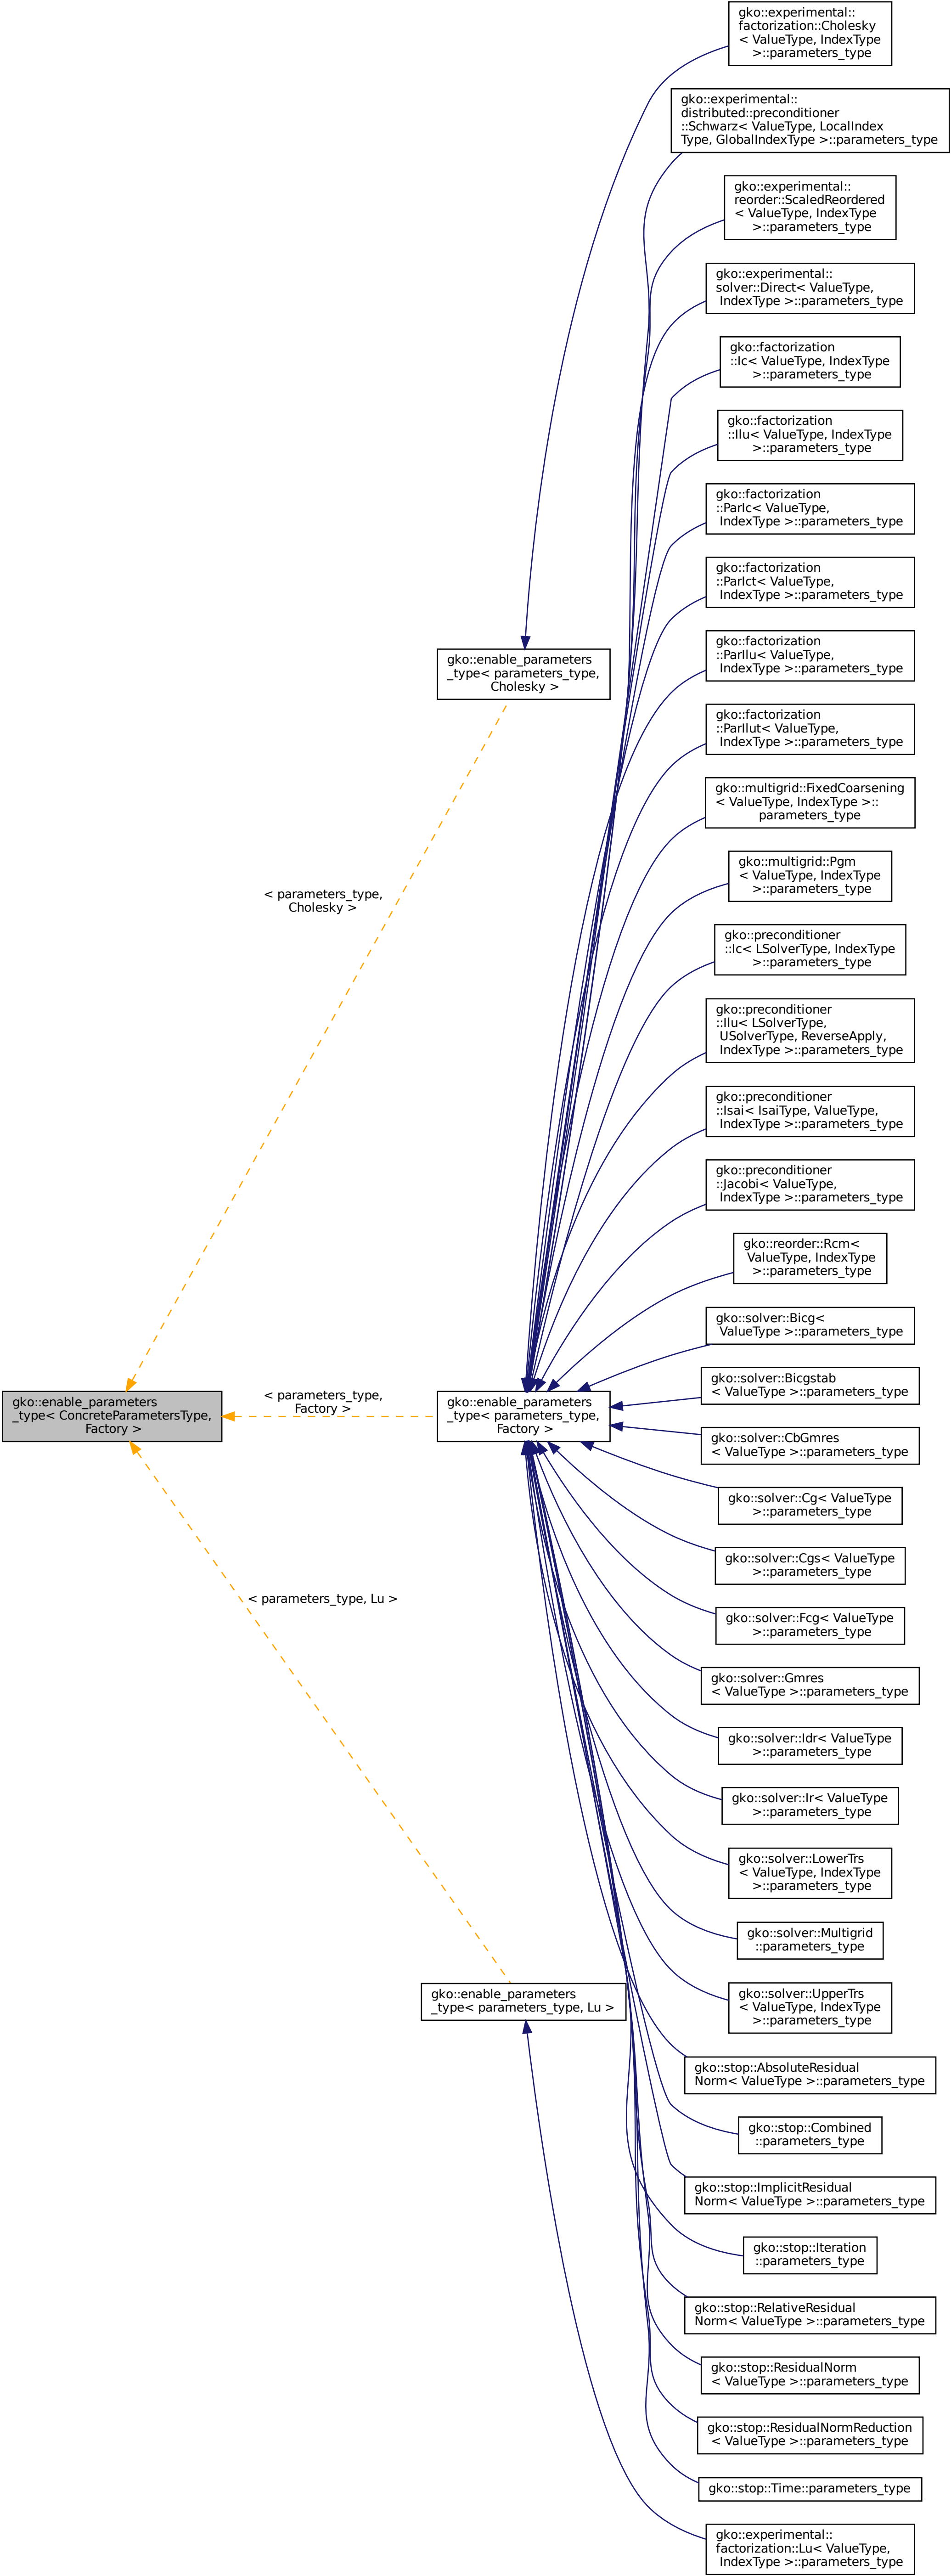 gko::experimental::
factorization::Cholesky
< ValueType, IndexType
>::parameters_type
gko::experimental::
distributed::preconditioner
::Schwarz< ValueType, LocalIndex
Type, GlobalIndexType >::parameters_type
gko::experimental::
reorder::ScaledReordered
< ValueType, IndexType
>::parameters_type
gko::experimental::
solver::Direct< ValueType,
IndexType >::parameters_type
gko::factorization
::Ic< ValueType, IndexType
>::parameters_type
gko::factorization
::Ilu< ValueType, IndexType
>::parameters_type
gko::factorization
::ParIc< ValueType,
IndexType >::parameters_type
gko::factorization
::ParIct< ValueType,
IndexType >::parameters_type
gko::factorization
::ParIlu< ValueType,
IndexType >::parameters_type
gko::enable_parameters
_type< parameters_type,
Cholesky >
gko::factorization
::ParIlut< ValueType,
IndexType >::parameters_type
gko::multigrid::FixedCoarsening
< ValueType, IndexType >::
parameters_type
gko::multigrid::Pgm
< ValueType, IndexType
>::parameters_type
< parameters_type,
Cholesky >
gko::preconditioner
::Ic< LSolverType, IndexType
>::parameters_type
gko::preconditioner
::Ilu< LSolverType,
USolverType, ReverseApply,
IndexType >::parameters_type
gko::preconditioner
::Isai< IsaiType, ValueType,
IndexType >::parameters_type
gko::preconditioner
::Jacobi< ValueType,
IndexType >::parameters_type
gko::reorder::Rcm<
ValueType, IndexType
>::parameters_type
gko::solver::Bicg<
ValueType >::parameters_type
gko::solver::Bicgstab
< ValueType >::parameters_type
gko::enable_parameters
_type< ConcreteParametersType,
Factory >
< parameters_type,
Factory >
gko::enable_parameters
_type< parameters_type,
Factory >
gko::solver::CbGmres
< ValueType >::parameters_type
gko::solver::Cg< ValueType
>::parameters_type
gko::solver::Cgs< ValueType
>::parameters_type
< parameters_type, Lu >
gko::solver::Fcg< ValueType
>::parameters_type
gko::solver::Gmres
< ValueType >::parameters_type
gko::solver::Idr< ValueType
>::parameters_type
gko::solver::Ir< ValueType
>::parameters_type
gko::solver::LowerTrs
< ValueType, IndexType
>::parameters_type
gko::solver::Multigrid
::parameters_type
gko::enable_parameters
_type< parameters_type, Lu >
gko::solver::UpperTrs
< ValueType, IndexType
>::parameters_type
gko::stop::AbsoluteResidual
Norm< ValueType >::parameters_type
gko::stop::Combined
::parameters_type
gko::stop::ImplicitResidual
Norm< ValueType >::parameters_type
gko::stop::Iteration
::parameters_type
gko::stop::RelativeResidual
Norm< ValueType >::parameters_type
gko::stop::ResidualNorm
< ValueType >::parameters_type
gko::stop::ResidualNormReduction
< ValueType >::parameters_type
gko::stop::Time::parameters_type
gko::experimental::
factorization::Lu< ValueType,
IndexType >::parameters_type